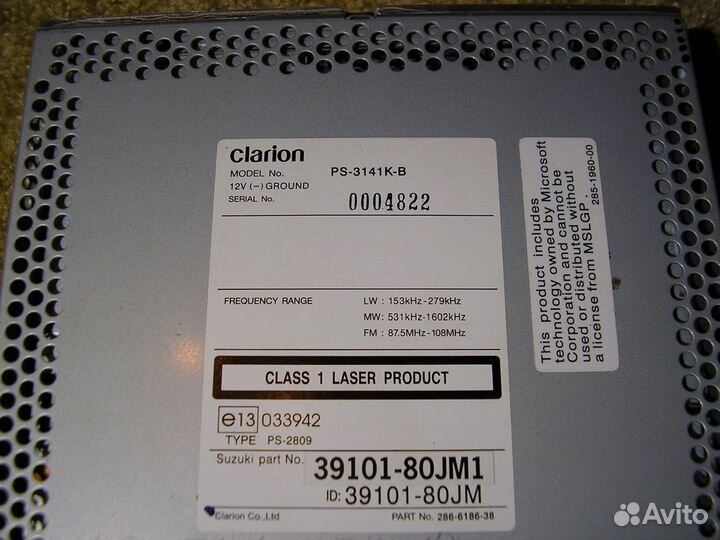 clarion
MODEL No. PS-3141K-B
12V (–) GROUND
SERIAL No. 0004822
FREQUENCY RANGE LW : 153kHz-279kHz
MW: 531kHz-1602kHz
FM : 87.5MHz-108MHz
CLASS 1 LASER PRODUCT
e13 033942
TYPE PS-2809
Suzuki part No. 39101-80JM1
ID: 39101-80JM
Clarion Co.,Ltd PART No. 286-6186-38
This product includes
technology owned by Microsoft
Corporation and cannot be
used or distributed without
a license from MSLGP.
285-1960-00
Avito